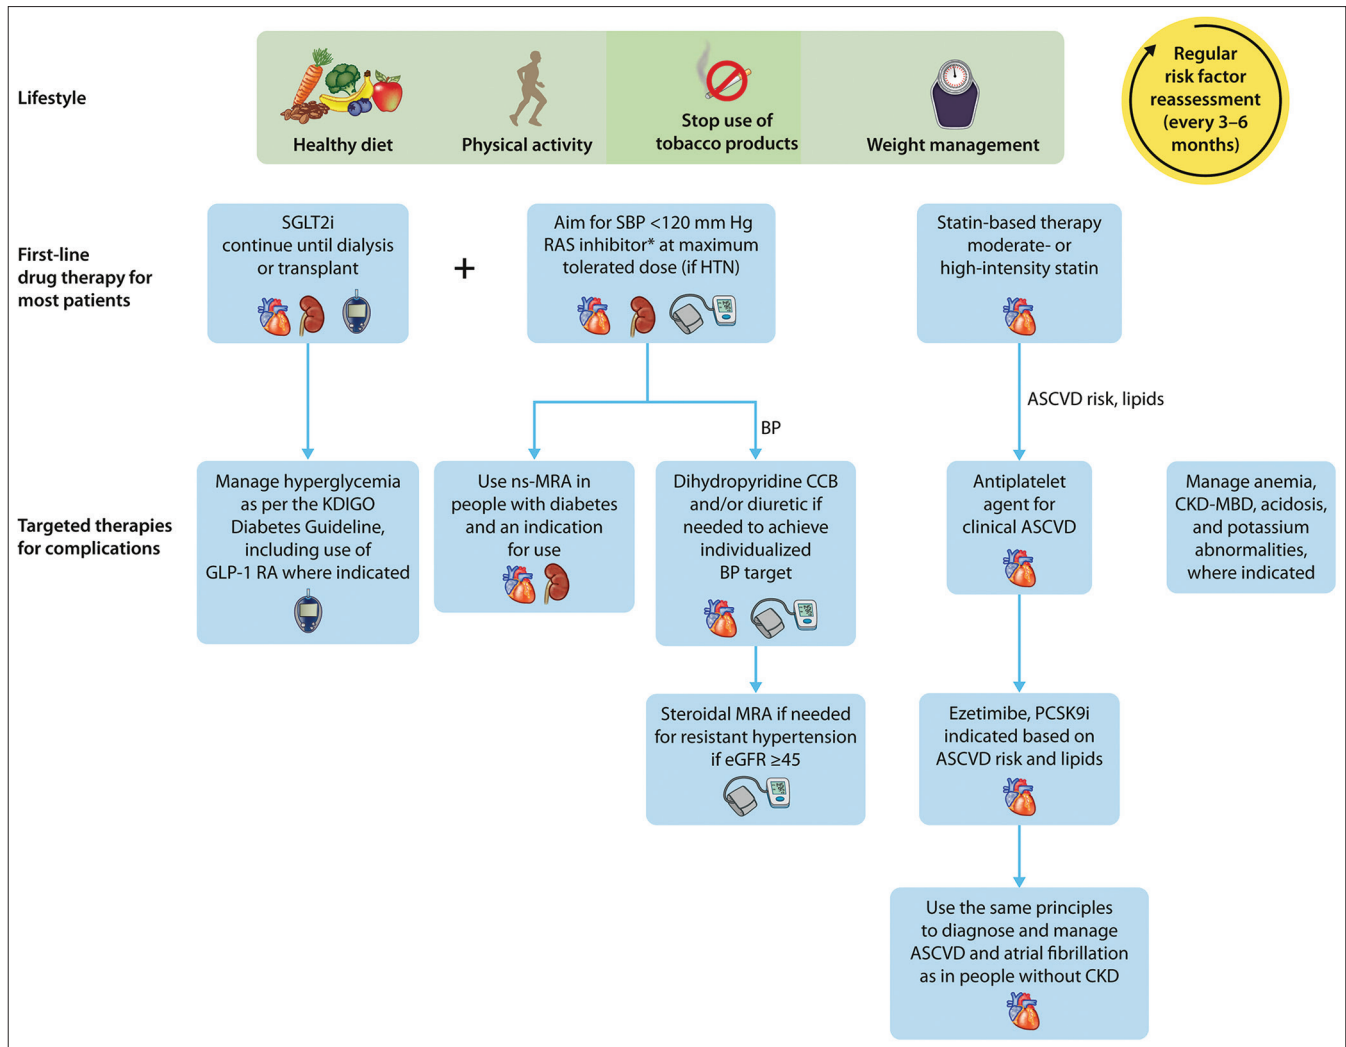 Lifestyle
Healthy diet
Physical activity
Stop use of
tobacco products
Weight management
Regular
risk factor
reassessment
(every 3–6
months)
First-line
drug therapy for
most patients
SGLT2i
continue until dialysis
or transplant
+
Aim for SBP <120 mm Hg
RAS inhibitor* at maximum
tolerated dose (if HTN)
Statin-based therapy
moderate- or
high-intensity statin
ASCVD risk, lipids
BP
Targeted therapies
for complications
Manage hyperglycemia
as per the KDIGO
Diabetes Guideline,
including use of
GLP-1 RA where indicated
Use ns-MRA in
people with diabetes
and an indication
for use
Dihydropyridine CCB
and/or diuretic if
needed to achieve
individualized
BP target
Antiplatelet
agent for
clinical ASCVD
Manage anemia,
CKD-MBD, acidosis,
and potassium
abnormalities,
where indicated
Steroidal MRA if needed
for resistant hypertension
if eGFR ≥45
Ezetimibe, PCSK9i
indicated based on
ASCVD risk and lipids
Use the same principles
to diagnose and manage
ASCVD and atrial fibrillation
as in people without CKD